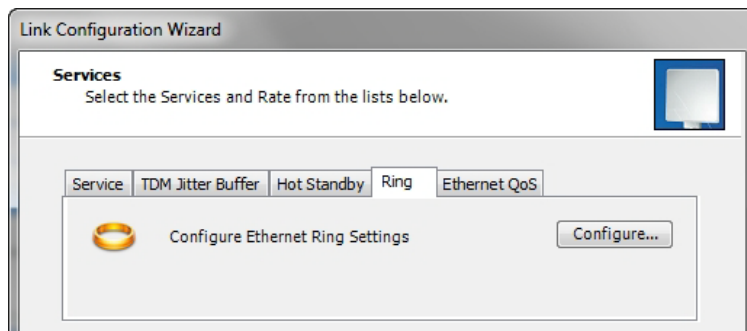 Link Configuration Wizard
Services
Select the Services and Rate from the lists below.
Service TDM Jitter Buffer Hot Standby Ring Ethernet QoS
Configure Ethernet Ring Settings Configure...